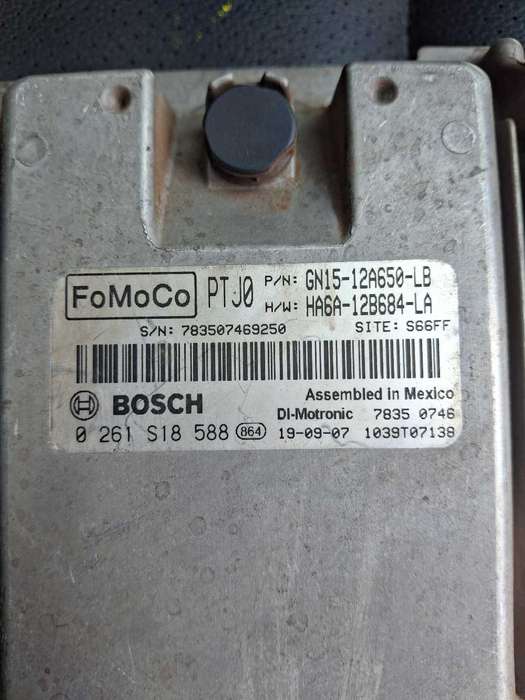 FoMoCo PTJ0 P/N: GN15-12A650-LB
H/W: HA6A-12B684-LA
S/N: 783507469250 SITE: S66FF
BOSCH Assembled in Mexico
DI-Motronic 7835 0746
0 261 S18 588 864 19-09-07 1039T07138